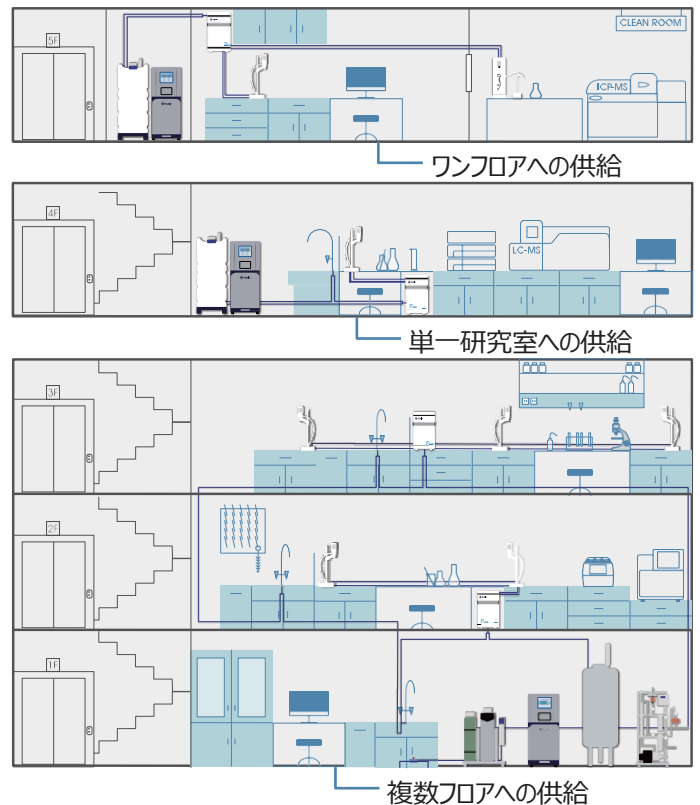 5F
CLEAN ROOM
ICP-MS
ワンフロアへの供給
4F
LC-MS
単一研究室への供給
3F
2F
1F
複数フロアへの供給